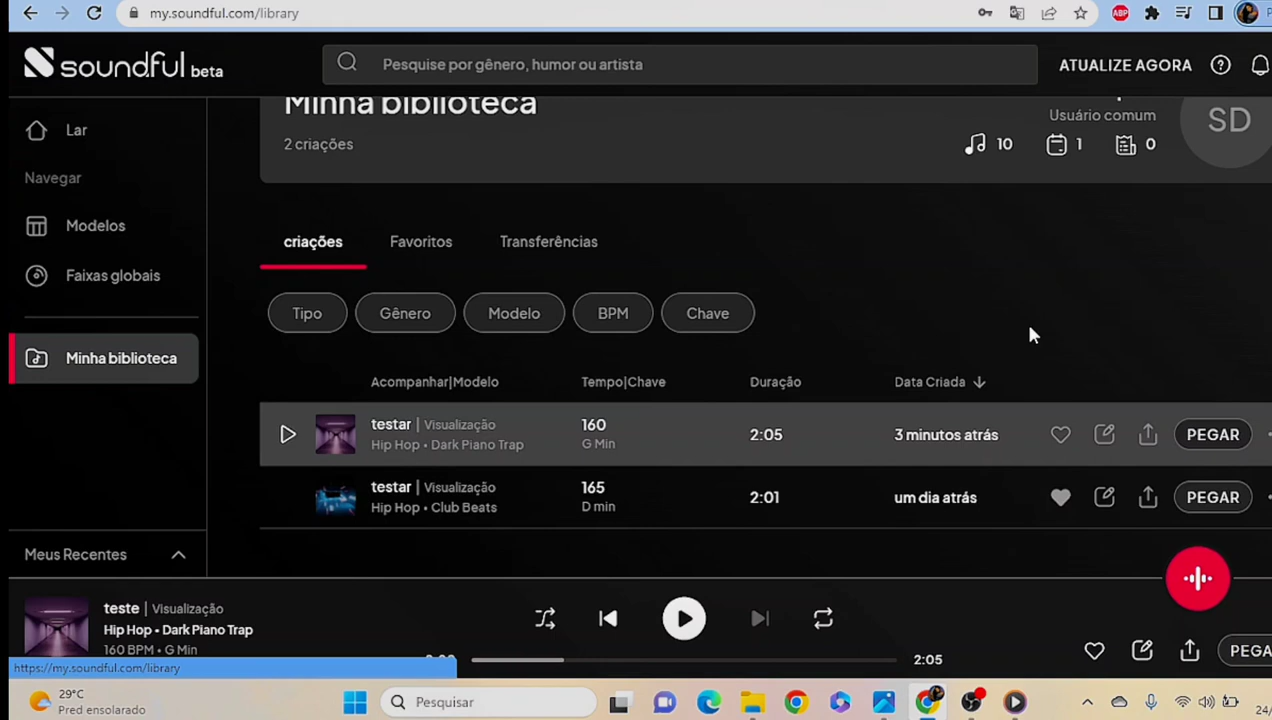 my.soundful.com/library
ABP
soundful beta
Pesquise por gênero, humor ou artista
ATUALIZE AGORA
Lar
Navegar
Modelos
Faixas globais
Minha biblioteca
Meus Recentes
Minha biblioteca
2 criações
Usuário comum
10 1 0
SD
criações Favoritos Transferências
Tipo Gênero Modelo BPM Chave
Acompanhar|Modelo Tempo|Chave Duração Data Criada
testar | Visualização 160 2:05 3 minutos atrás PEGAR
Hip Hop • Dark Piano Trap G Min
testar | Visualização 165 2:01 um dia atrás PEGAR
Hip Hop • Club Beats D min
teste | Visualização
Hip Hop • Dark Piano Trap
160 BPM • G Min
2:05
https://my.soundful.com/library
29°C
Pred ensolarado
Pesquisar
24/